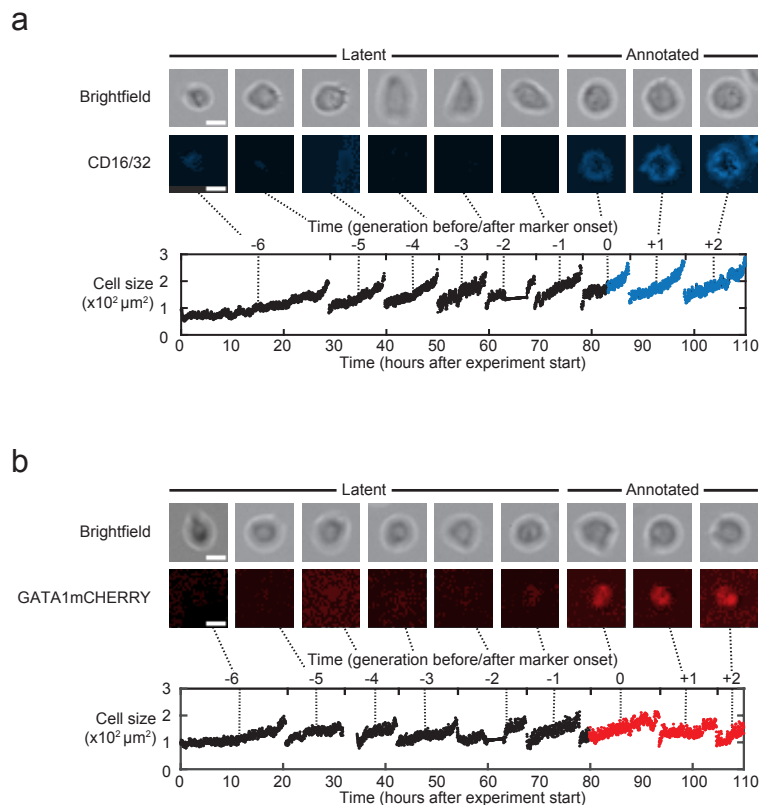 a
Latent Annotated
Brightfield
CD16/32
Time (generation before/after marker onset)
-6 -5 -4 -3 -2 -1 0 +1 +2
3
2
1
0
Cell size
(x10² µm²)
0 10 20 30 40 50 60 70 80 90 100 110
Time (hours after experiment start)
b
Latent Annotated
Brightfield
GATA1mCHERRY
Time (generation before/after marker onset)
-6 -5 -4 -3 -2 -1 0 +1 +2
3
2
1
0
Cell size
(x10² µm²)
0 10 20 30 40 50 60 70 80 90 100 110
Time (hours after experiment start)